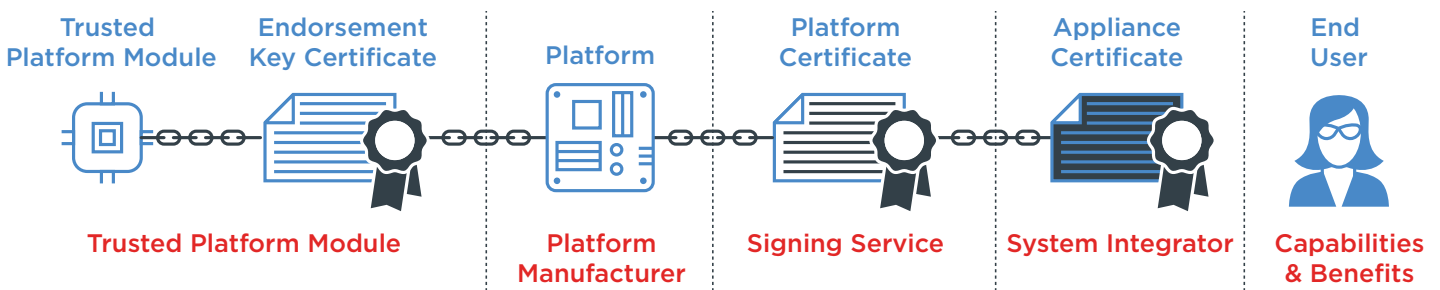 Trusted
Platform Module
Endorsement
Key Certificate
Platform
Platform
Certificate
Appliance
Certificate
End
User
Trusted Platform Module
Platform
Manufacturer
Signing Service
System Integrator
Capabilities
& Benefits